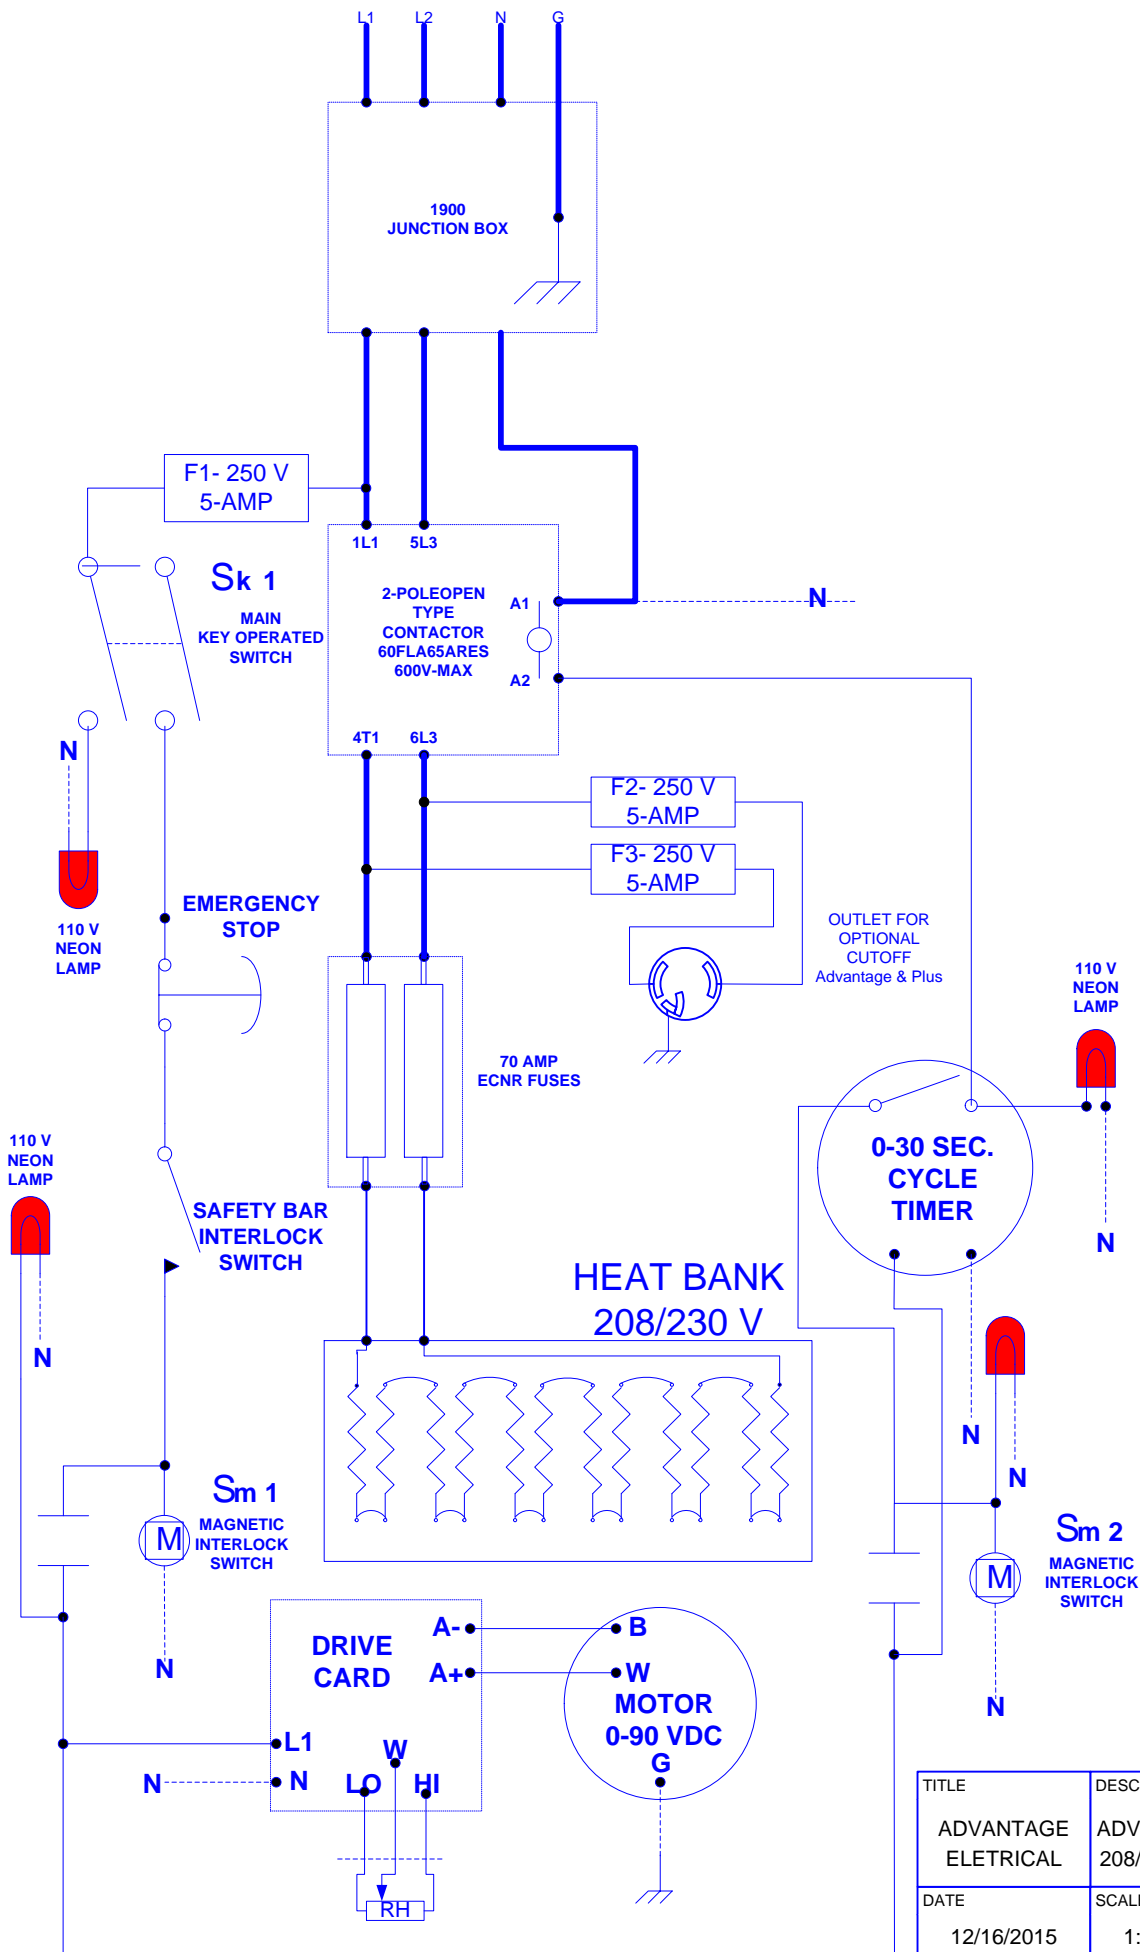 L1 L2 N G
1900
JUNCTION BOX
F1- 250 V
5-AMP
1L1 5L3
Sk 1
MAIN
KEY OPERATED
SWITCH
2-POLEOPEN
TYPE
CONTACTOR
60FLA65ARES
600V-MAX
A1
N
A2
4T1 6L3
N
110 V
NEON
LAMP
F2- 250 V
5-AMP
F3- 250 V
5-AMP
EMERGENCY
STOP
OUTLET FOR
OPTIONAL
CUTOFF
Advantage & Plus
110 V
NEON
LAMP
70 AMP
ECNR FUSES
110 V
NEON
LAMP
0-30 SEC.
CYCLE
TIMER
N
SAFETY BAR
INTERLOCK
SWITCH
HEAT BANK
208/230 V
N
N
N
Sm 1
MAGNETIC
INTERLOCK
SWITCH
M
N
Sm 2
MAGNETIC
INTERLOCK
SWITCH
M
N
DRIVE
CARD
A-
A+
B
W
MOTOR
0-90 VDC
G
L1
N
N
LO
W
HI
RH
TITLE
ADVANTAGE
ELETRICAL
DESC
ADV
208/
DATE
12/16/2015
SCAL
1: